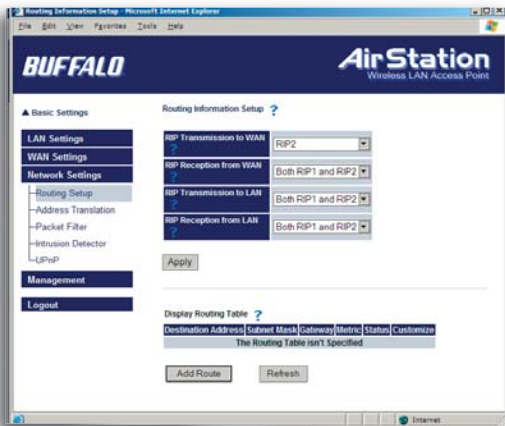 Routing Information Setup - Microsoft Internet Explorer
File Edit View Favorites Tools Help
BUFFALO
AirStation
Wireless LAN Access Point
▲ Basic Settings
LAN Settings
WAN Settings
Network Settings
Routing Setup
Address Translation
Packet Filter
Intrusion Detector
UPnP
Management
Logout
Routing Information Setup ?
RIP Transmission to WAN ? RIP2
RIP Reception from WAN ? Both RIP1 and RIP2
RIP Transmission to LAN ? Both RIP1 and RIP2
RIP Reception from LAN ? Both RIP1 and RIP2
Apply
Display Routing Table ?
Destination Address Subnet Mask Gateway Metric Status Customize
The Routing Table isn't Specified
Add Route Refresh
Internet